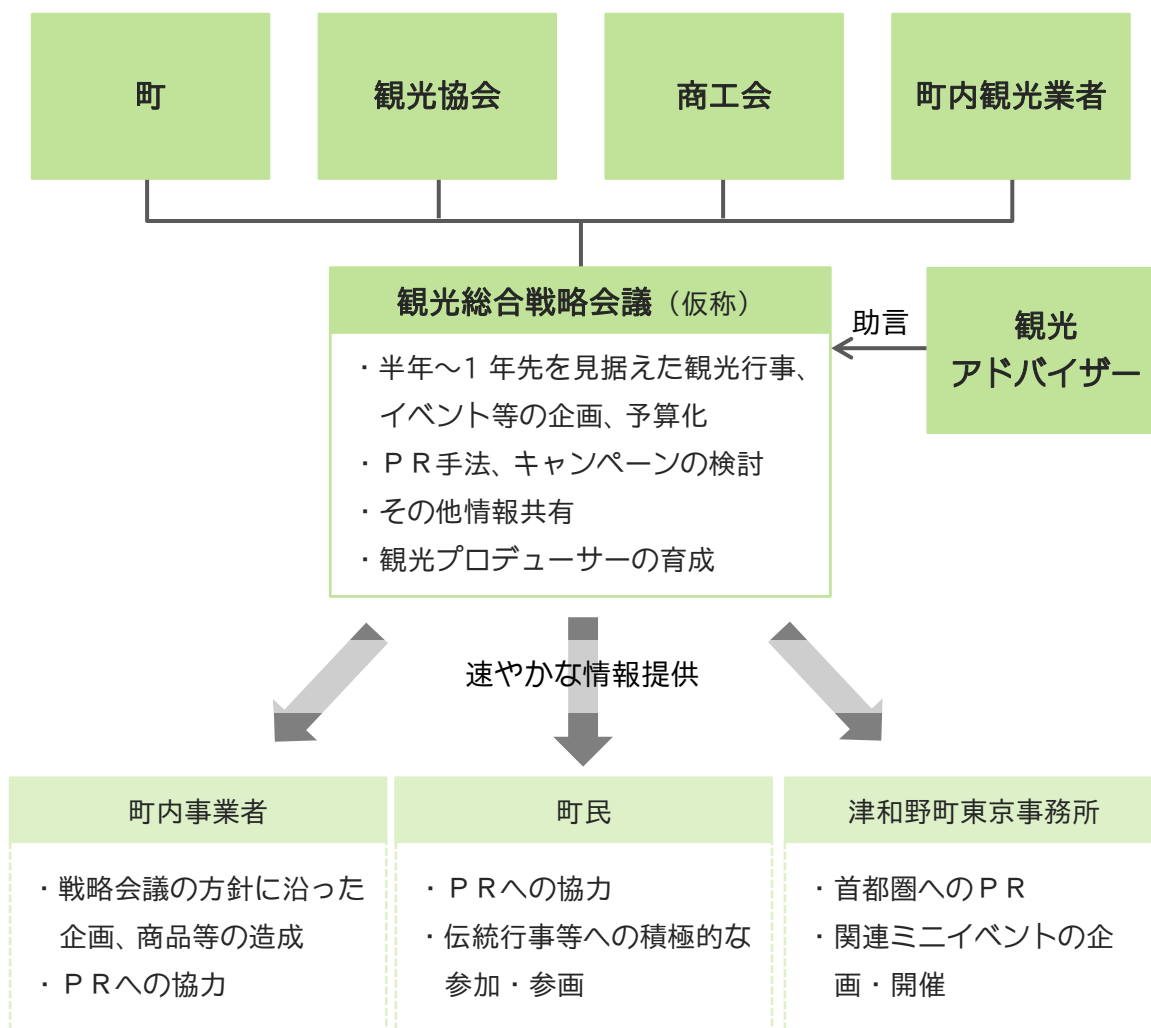 町
観光協会
商工会
町内観光業者
観光総合戦略会議（仮称）
・半年～1 年先を見据えた観光行事、
イベント等の企画、予算化
・ＰＲ手法、キャンペーンの検討
・その他情報共有
・観光プロデューサーの育成
助言
観光
アドバイザー
速やかな情報提供
町内事業者
・戦略会議の方針に沿った
企画、商品等の造成
・ＰＲへの協力
町民
・ＰＲへの協力
・伝統行事等への積極的な
参加・参画
津和野町東京事務所
・首都圏へのＰＲ
・関連ミニイベントの企
画・開催